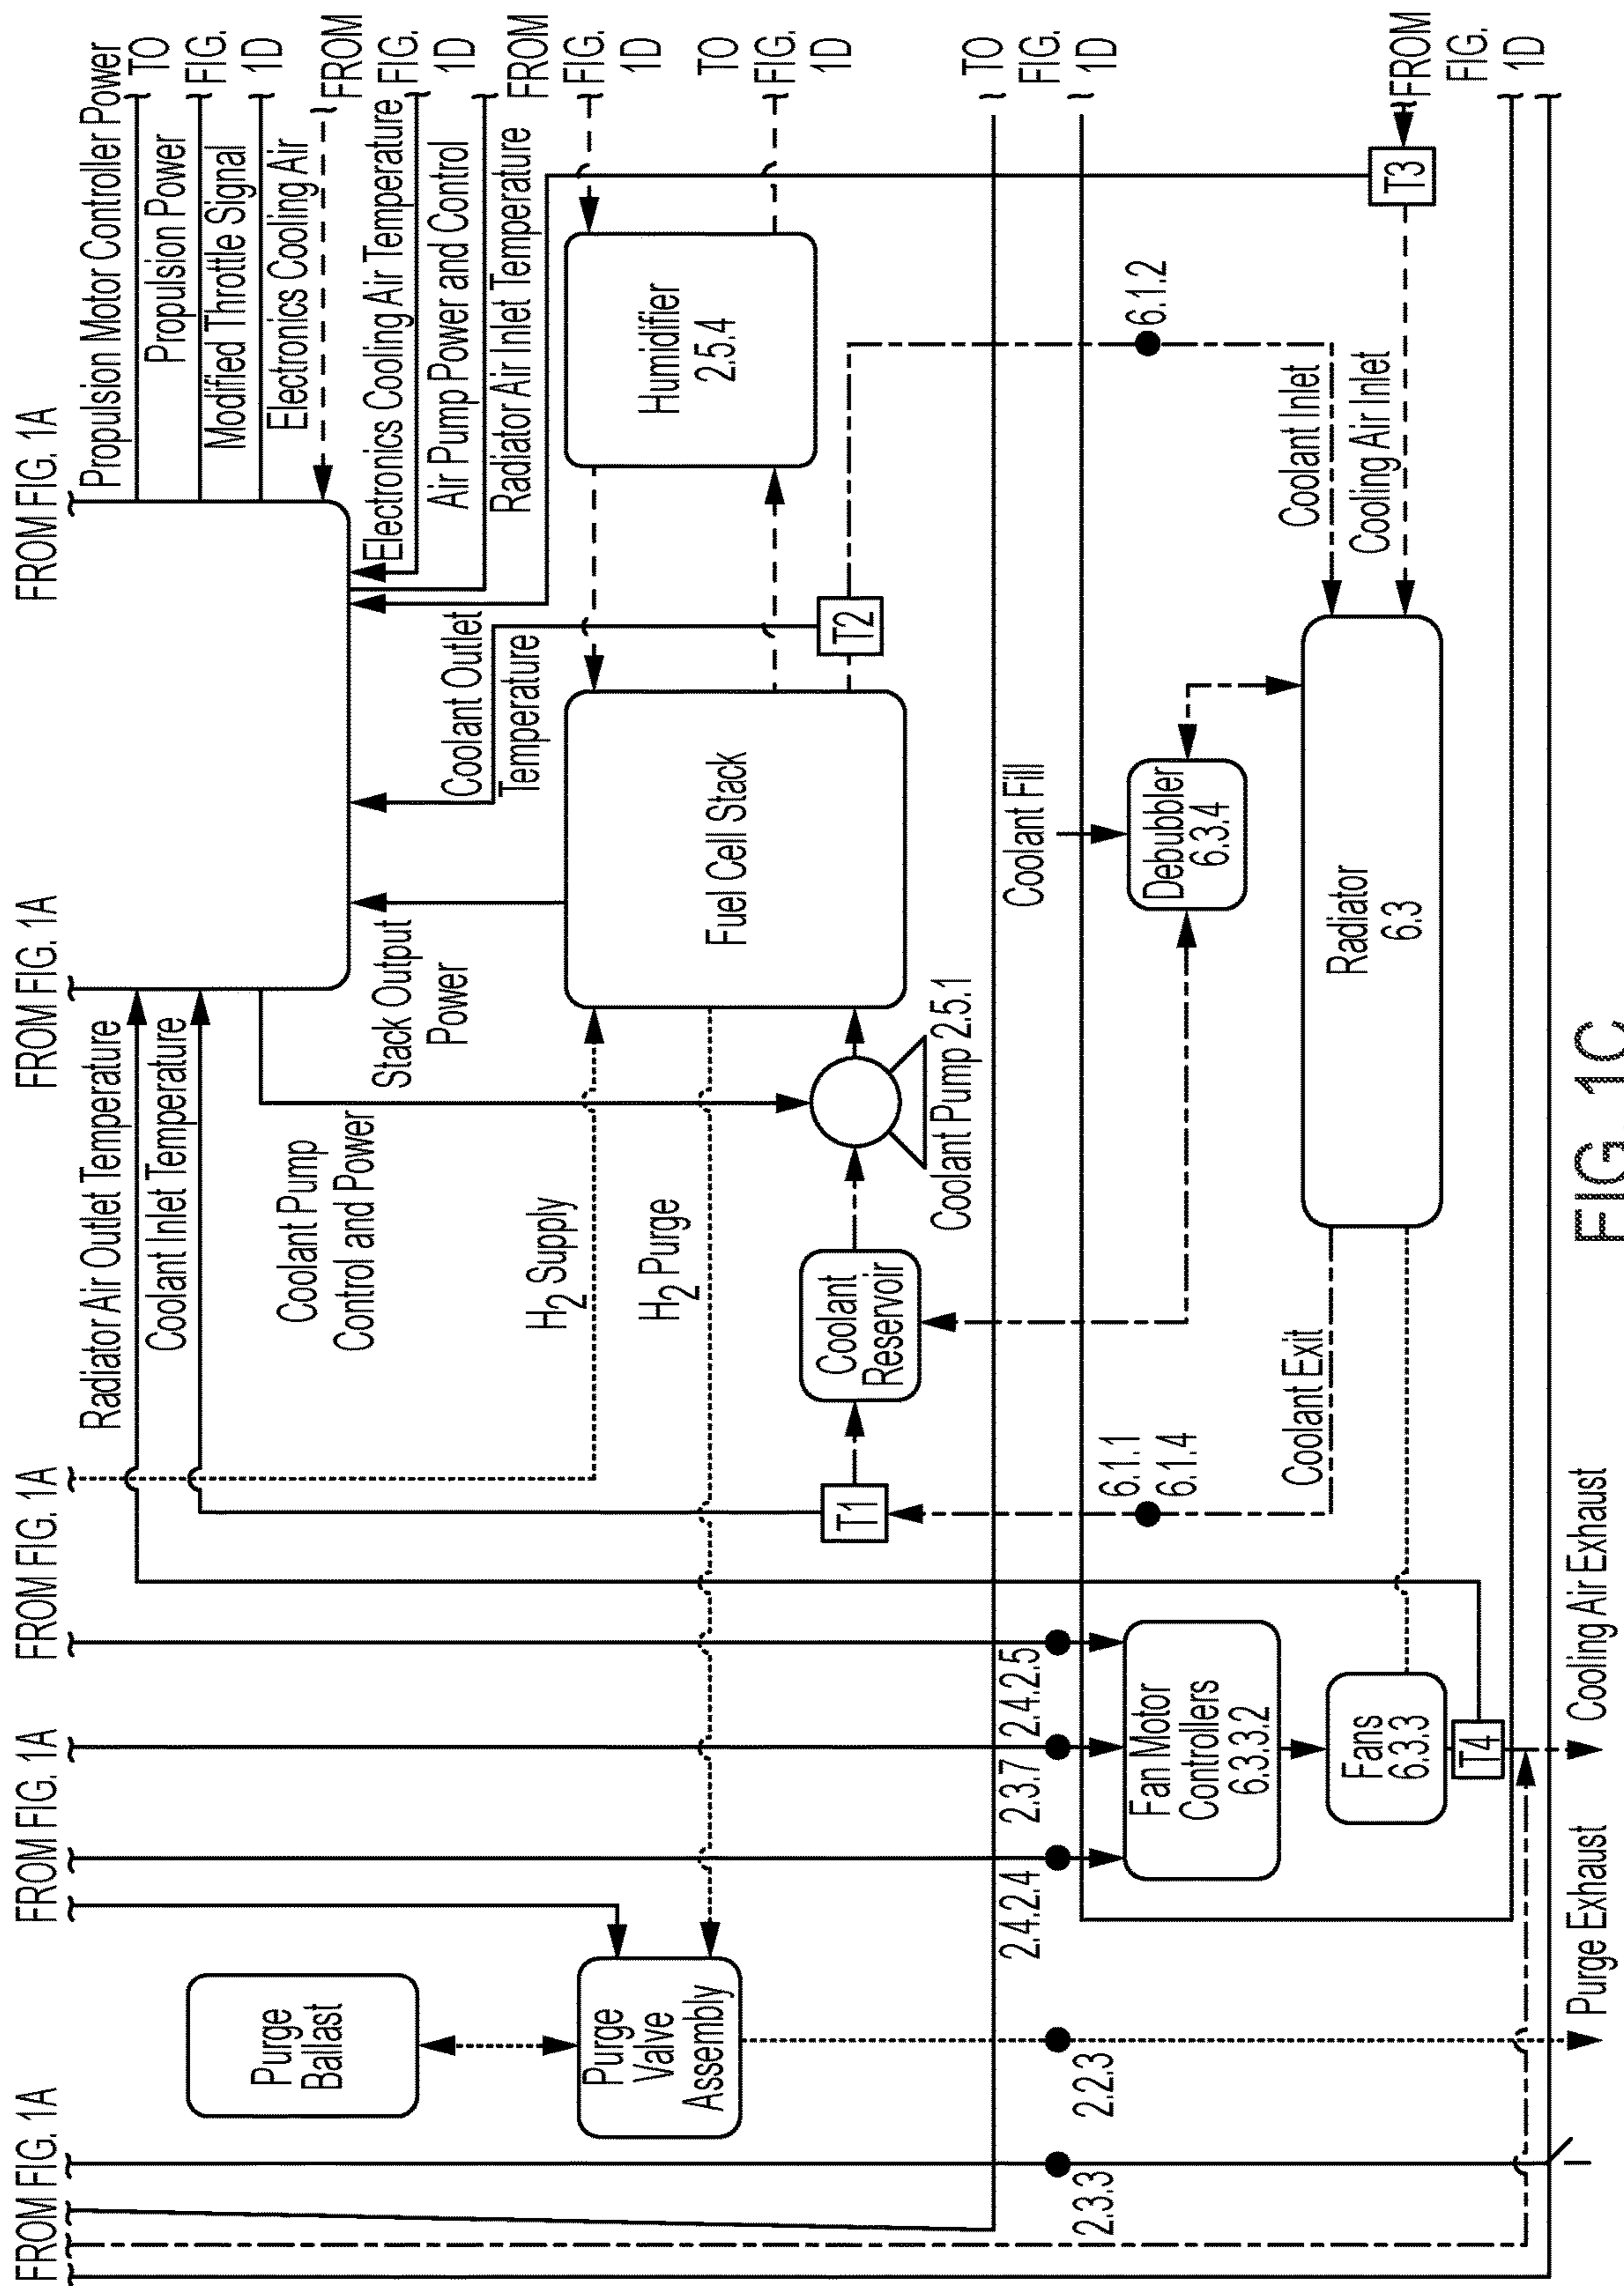 FROM FIG. 1A
FROM FIG. 1A
FROM FIG. 1A
FROM FIG. 1A
FROM FIG. 1A
FROM FIG. 1A
Propulsion Motor Controller Power
TO
Propulsion Power
FIG.
Modified Throttle Signal
1D
Electronics Cooling Air
FROM
Electronics Cooling Air Temperature
FIG.
Air Pump Power and Control
1D
Radiator Air Inlet Temperature
FROM
FIG.
1D
TO
FIG.
1D
TO
FIG.
1D
FROM
FIG.
1D
Radiator Air Outlet Temperature
Coolant Inlet Temperature
Coolant Pump
Control and Power
Stack Output
Power
Coolant Outlet
Temperature
H2 Supply
H2 Purge
Humidifier
2.5.4
Fuel Cell Stack
T2
Coolant Pump 2.5.1
Coolant
Reservoir
T1
Purge
Ballast
Purge
Valve
Assembly
2.3.3
2.2.3
2.4.2.4
2.3.7
2.4.2.5
6.1.1
6.1.4
6.1.2
Coolant Fill
Debubbler
6.3.4
Coolant Exit
Coolant Inlet
Cooling Air Inlet
T3
Radiator
6.3
Fan Motor
Controllers
6.3.3.2
Fans
6.3.3
T4
Purge Exhaust
Cooling Air Exhaust
FIG. 1C